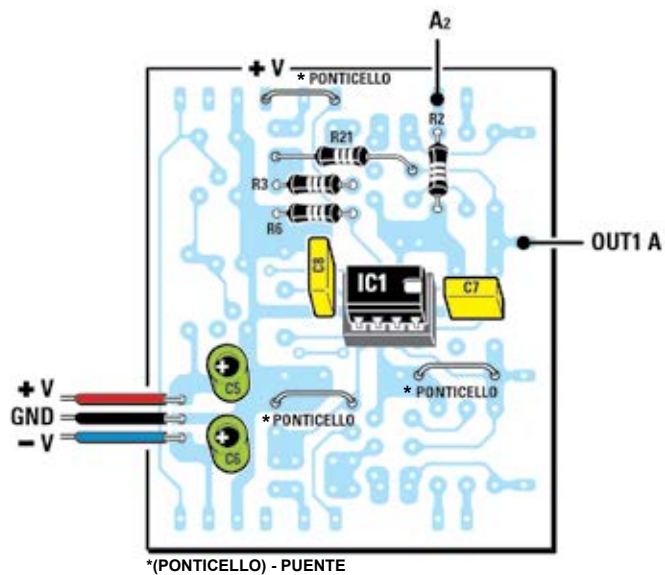 A2
+ V
* PONTICELLO
R2
R21
R3
R6
OUT1 A
C8
IC1
C7
+ V
GND
– V
C5
* PONTICELLO
* PONTICELLO
C6
*(PONTICELLO) - PUENTE